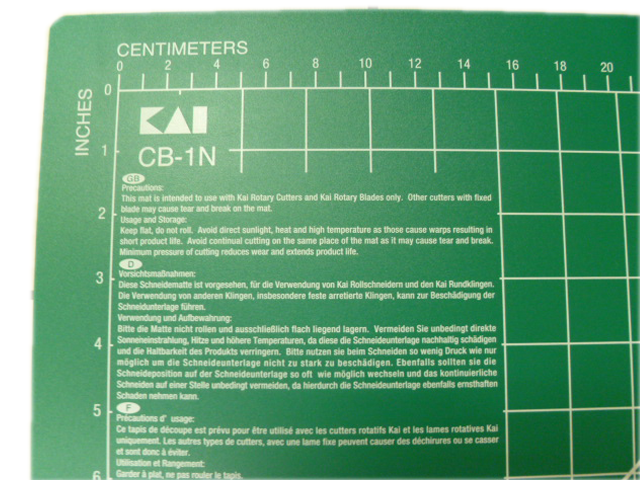 CENTIMETERS
0 2 4 6 8 10 12 14 16 18 20
INCHES
0
KAI
1
CB-1N
GB
Precautions:
This mat is intended to use with Kai Rotary Cutters and Kai Rotary Blades only. Other cutters with fixed
blade may cause tear and break on the mat.
2
Usage and Storage:
Keep flat, do not roll. Avoid direct sunlight, heat and high temperature as those cause warps resulting in
short product life. Avoid continual cutting on the same place of the mat as it may cause tear and break.
Minimum pressure of cutting reduces wear and extends product life.
D
3
Vorsichtsmaßnahmen:
Diese Schneidematte ist vorgesehen, für die Verwendung von Kai Rollschneidern und den Kai Rundklingen.
Die Verwendung von anderen Klingen, insbesondere feste arretierte Klingen, kann zur Beschädigung der
Schneidunterlage führen.
Verwendung und Aufbewahrung:
Bitte die Matte nicht rollen und ausschließlich flach liegend lagern. Vermeiden Sie unbedingt direkte
Sonneneinstrahlung, Hitze und höhere Temperaturen, da diese die Schneidunterlage nachhaltig schädigen
4
und die Haltbarkeit des Produkts verringern. Bitte nutzen sie beim Schneiden so wenig Druck wie nur
möglich um die Schneideunterlage nicht zu stark zu beschädigen. Ebenfalls sollten sie die
Schneideposition auf der Schneideunterlage so oft wie möglich wechseln und das kontinuierliche
Schneiden auf einer Stelle unbedingt vermeiden, da hierdurch die Schneideunterlage ebenfalls ernsthaften
Schaden nehmen kann.
F
5
Précautions d' usage:
Ce tapis de découpe est prévu pour être utilisé avec les cutters rotatifs Kai et les lames rotatives Kai
uniquement. Les autres types de cutters, avec une lame fixe peuvent causer des déchirures ou se casser
et sont donc à éviter.
Utilisation et Rangement:
6
Garder à plat, ne pas rouler le tapis.